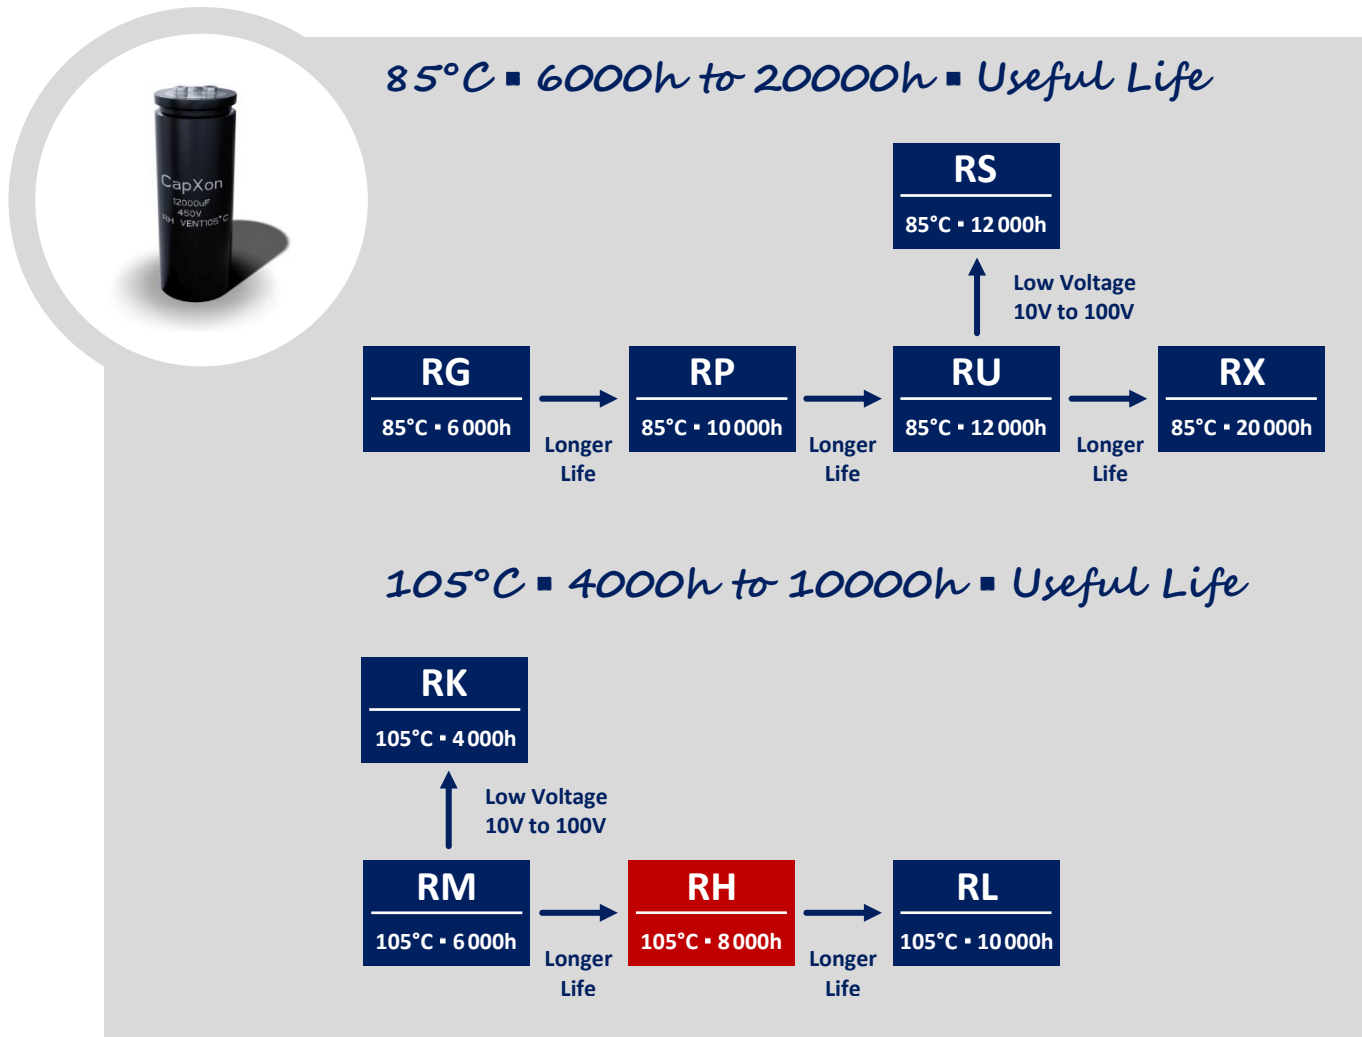 85°C ▪ 6000h to 20000h ▪ Useful Life
CapXon
12000uF
450V
RH VENT105°C
RS
85°C ▪ 12 000h
Low Voltage
10V to 100V
RG
85°C ▪ 6 000h
Longer
Life
RP
85°C ▪ 10 000h
Longer
Life
RU
85°C ▪ 12 000h
Longer
Life
RX
85°C ▪ 20 000h
105°C ▪ 4000h to 10000h ▪ Useful Life
RK
105°C ▪ 4 000h
Low Voltage
10V to 100V
RM
105°C ▪ 6 000h
Longer
Life
RH
105°C ▪ 8 000h
Longer
Life
RL
105°C ▪ 10 000h